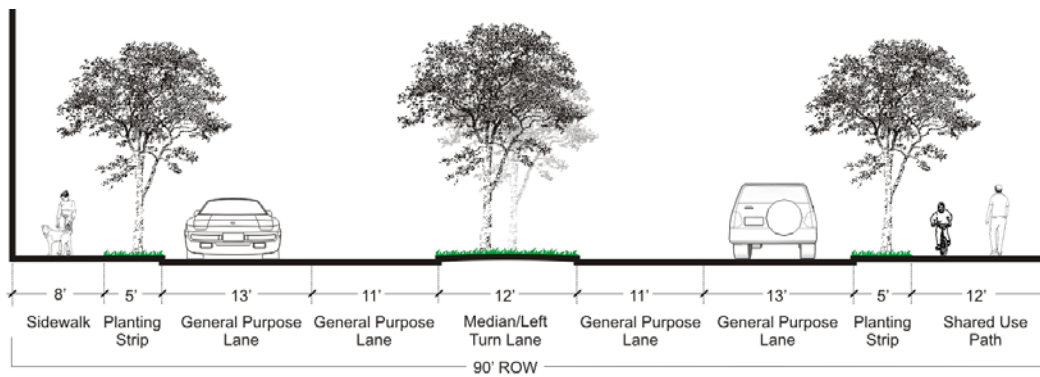 8' 5' 13' 11' 12' 11' 13' 5' 12'
Sidewalk Planting General Purpose General Purpose Median/Left General Purpose General Purpose Planting Shared Use
Strip Lane Lane Turn Lane Lane Lane Strip Path
90' ROW